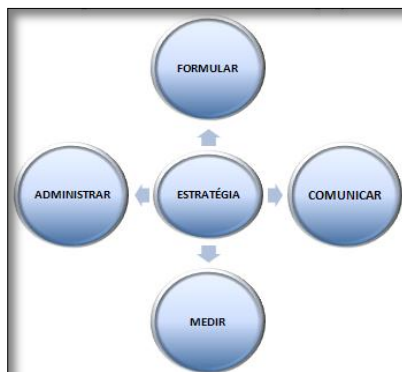 FORMULAR
ADMINISTRAR
ESTRATÉGIA
COMUNICAR
MEDIR